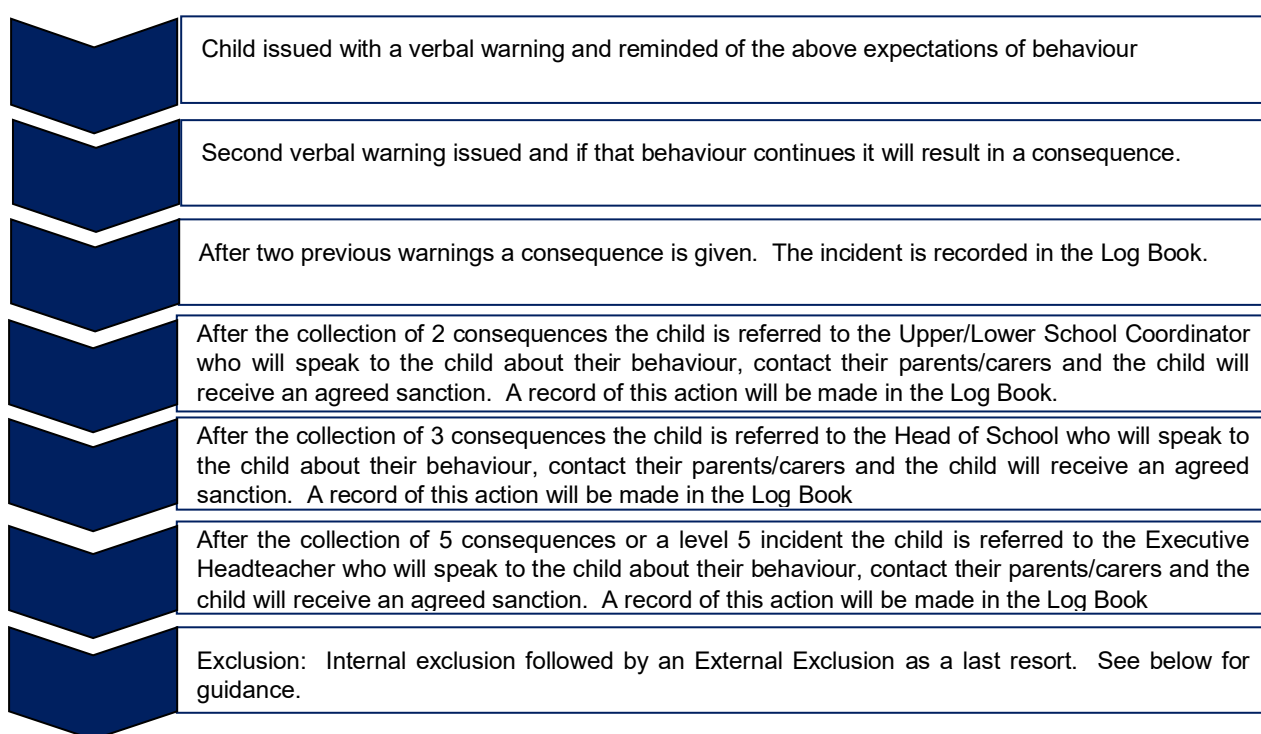 Child issued with a verbal warning and reminded of the above expectations of behaviour
Second verbal warning issued and if that behaviour continues it will result in a consequence.
After two previous warnings a consequence is given.  The incident is recorded in the Log Book.
After the collection of 2 consequences the child is referred to the Upper/Lower School Coordinator
who will speak to the child about their behaviour, contact their parents/carers and the child will
receive an agreed sanction.  A record of this action will be made in the Log Book.
After the collection of 3 consequences the child is referred to the Head of School who will speak to
the child about their behaviour, contact their parents/carers and the child will receive an agreed
sanction.  A record of this action will be made in the Log Book
After the collection of 5 consequences or a level 5 incident the child is referred to the Executive
Headteacher who will speak to the child about their behaviour, contact their parents/carers and the
child will receive an agreed sanction.  A record of this action will be made in the Log Book
Exclusion:  Internal exclusion followed by an External Exclusion as a last resort.  See below for
guidance.